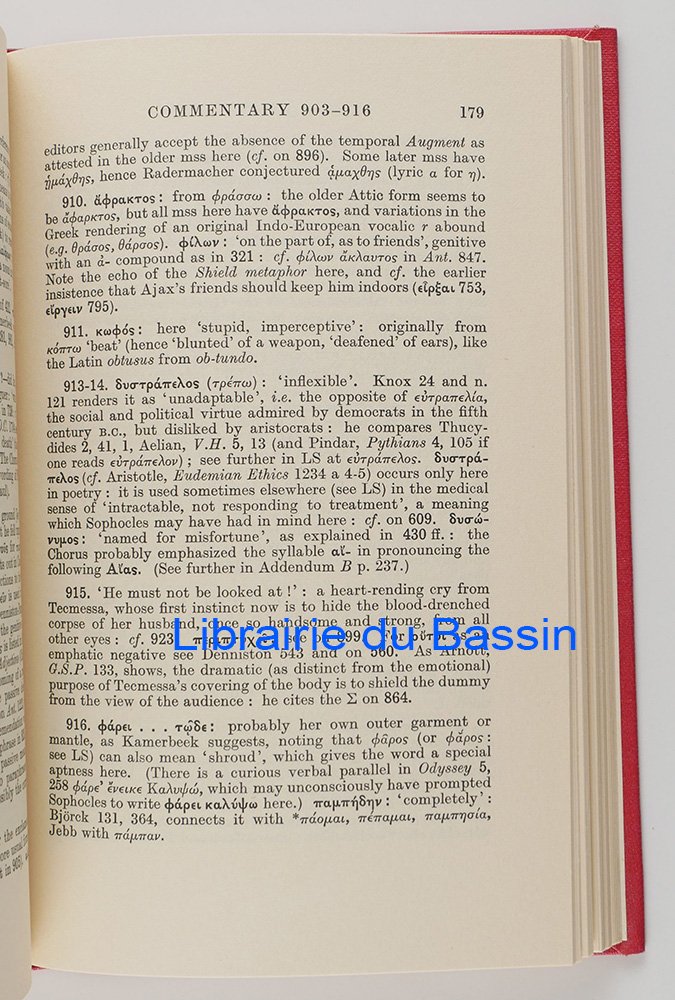 COMMENTARY 903–916 179
editors generally accept the absence of the temporal Augment as
attested in the older mss here (cf. on 896). Some later mss have
ἡμάχθης, hence Radermacher conjectured ἁμαχθης (lyric α for η).
910. ἄφρακτος: from φράσσω: the older Attic form seems to
be ἄφαρκτος, but all mss here have ἄφρακτος, and variations in the
Greek rendering of an original Indo-European vocalic r abound
(e.g. θράσος, θάρσος). φίλων: 'on the part of, as to friends', genitive
with an ἀ- compound as in 321: cf. φίλων ἄκλαυτος in Ant. 847.
Note the echo of the Shield metaphor here, and cf. the earlier
insistence that Ajax's friends should keep him indoors (εἶρξαι 753,
εἴργειν 795).
911. κωφός: here 'stupid, imperceptive': originally from
κόπτω 'beat' (hence 'blunted' of a weapon, 'deafened' of ears), like
the Latin obtusus from ob-tundo.
913-14. δυστράπελος (τρέπω): 'inflexible'. Knox 24 and n.
121 renders it as 'unadaptable', i.e. the opposite of εὐτραπελία,
the social and political virtue admired by democrats in the fifth
century B.C., but disliked by aristocrats: he compares Thucy-
dides 2, 41, 1, Aelian, V.H. 5, 13 (and Pindar, Pythians 4, 105 if
one reads εὐτράπελον); see further in LS at εὐτράπελος. δυστρά-
πελος (cf. Aristotle, Eudemian Ethics 1234 a 4-5) occurs only here
in poetry: it is used sometimes elsewhere (see LS) in the medical
sense of 'intractable, not responding to treatment', a meaning
which Sophocles may have had in mind here: cf. on 609. δυσώ-
νυμος: 'named for misfortune', as explained in 430 ff.: the
Chorus probably emphasized the syllable αἰ- in pronouncing the
following Αἴας. (See further in Addendum B p. 237.)
915. 'He must not be looked at!': a heart-rending cry from
Tecmessa, whose first instinct now is to hide the blood-drenched
corpse of her husband, once so handsome and strong, from all
other eyes: cf. 923. see on 899. For οὔτοι as an
emphatic negative see Denniston 543 and on 560. As Arnott,
G.S.P. 133, shows, the dramatic (as distinct from the emotional)
purpose of Tecmessa's covering of the body is to shield the dummy
from the view of the audience: he cites the Σ on 864.
916. φάρει . . . τῷδε: probably her own outer garment or
mantle, as Kamerbeek suggests, noting that φᾶρος (or φάρος:
see LS) can also mean 'shroud', which gives the word a special
aptness here. (There is a curious verbal parallel in Odyssey 5,
258 φάρε' ἔνεικε Καλυψώ, which may unconsciously have prompted
Sophocles to write φάρει καλύψω here.) παμπήδην: 'completely':
Björck 131, 364, connects it with *πάομαι, πέπαμαι, παμπησία,
Jebb with πάμπαν.
Librairie du Bassin